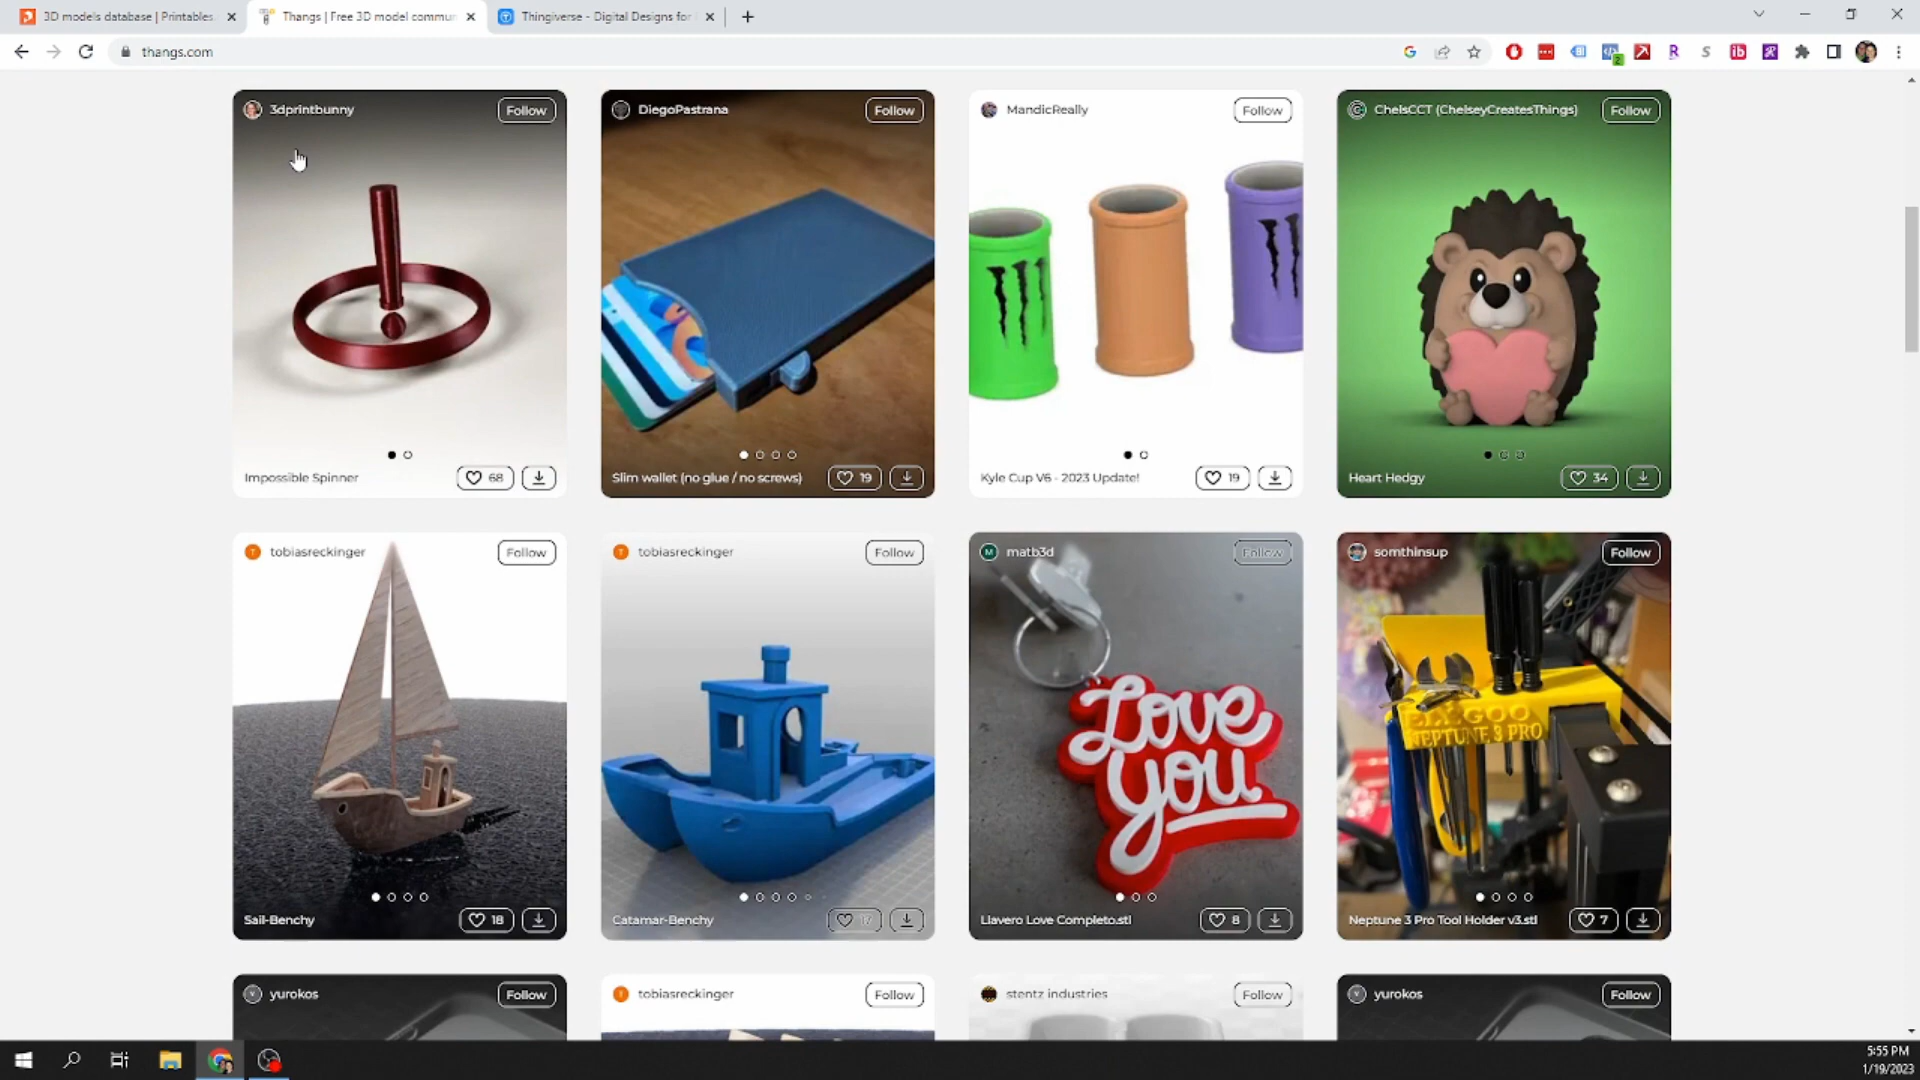 3D models database | Printables
Thangs | Free 3D model commun
Thingiverse - Digital Designs for
thangs.com
3dprintbunny
Follow
DiegoPastrana
Follow
MandicReally
Follow
ChelsCCT (ChelseyCreatesThings)
Follow
Impossible Spinner
68
Slim wallet (no glue / no screws)
19
Kyle Cup V6 - 2023 Update!
19
Heart Hedgy
34
tobiasreckinger
Follow
tobiasreckinger
Follow
matb3d
Follow
somthinsup
Follow
Love
you
NEPTUNE 3 PRO
Sail-Benchy
18
Catamar-Benchy
Llavero Love Completo.stl
8
Neptune 3 Pro Tool Holder v3.stl
7
yurokos
Follow
tobiasreckinger
Follow
stentz industries
Follow
yurokos
Follow
5:55 PM
1/19/2023